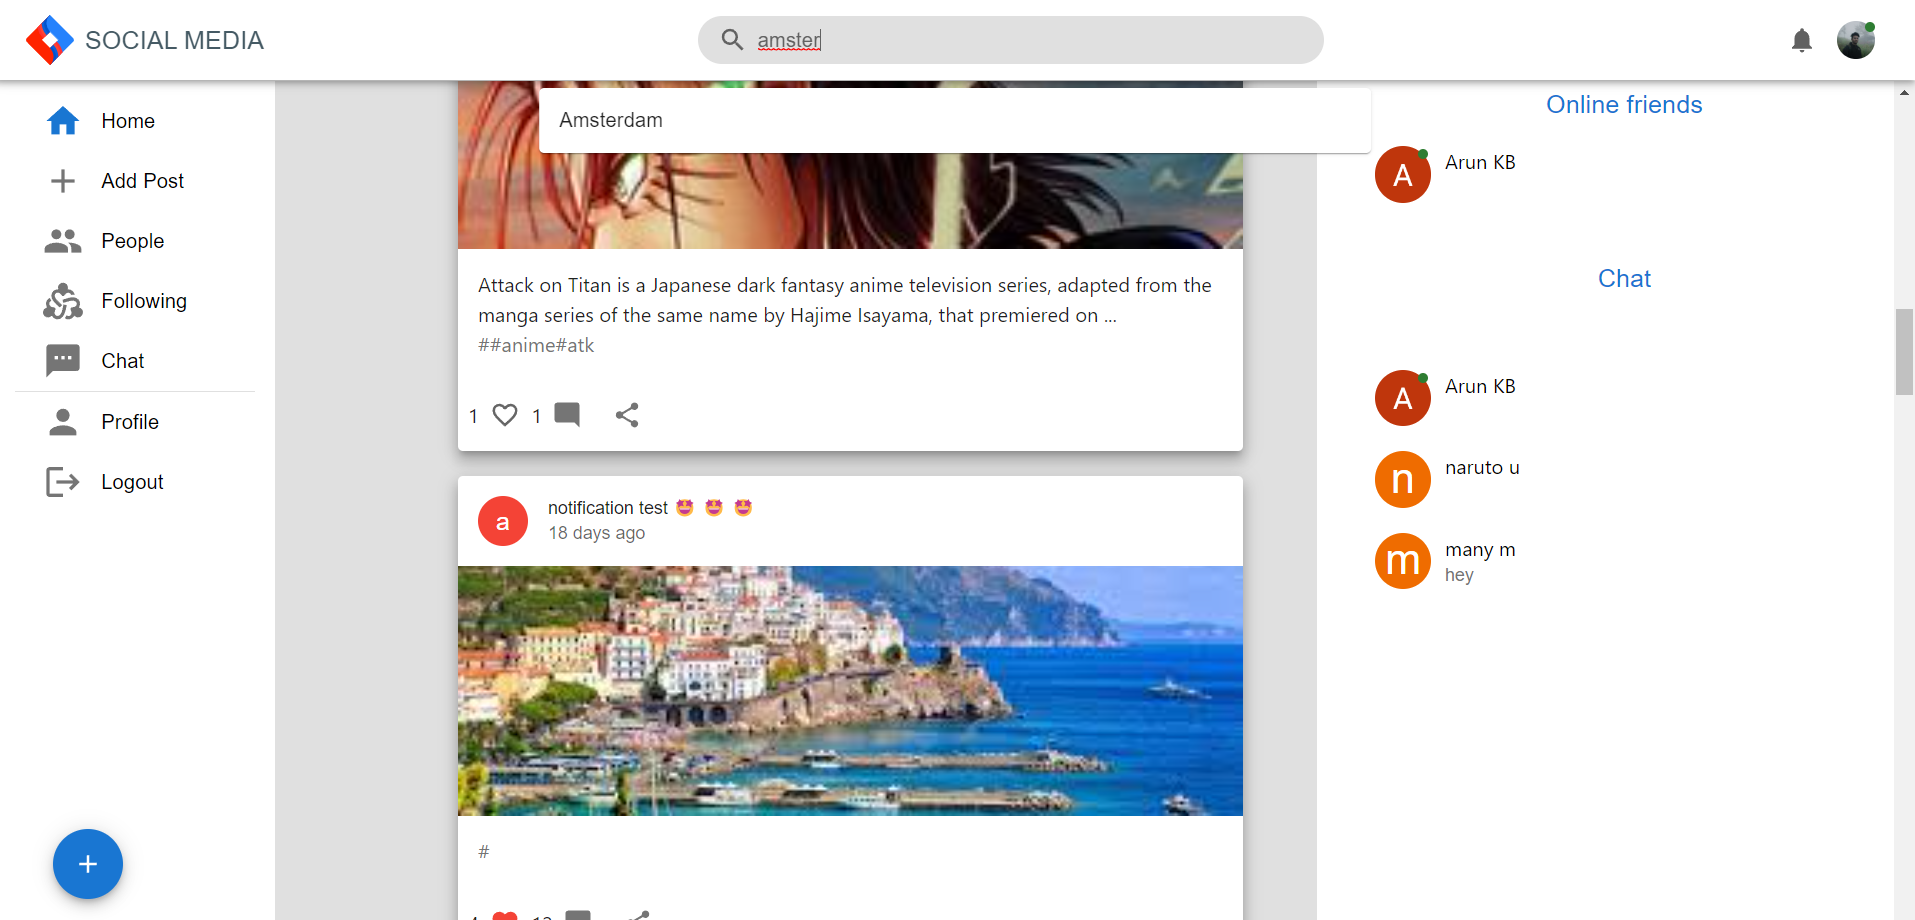 SOCIAL MEDIA
amster
Amsterdam
Home
Add Post
People
Following
Chat
Profile
Logout
+
Attack on Titan is a Japanese dark fantasy anime television series, adapted from the
manga series of the same name by Hajime Isayama, that premiered on ...
##anime#atk
1 1
a
notification test 🤩 🤩 🤩
18 days ago
#
Online friends
A
Arun KB
Chat
A
Arun KB
n
naruto u
m
many m
hey